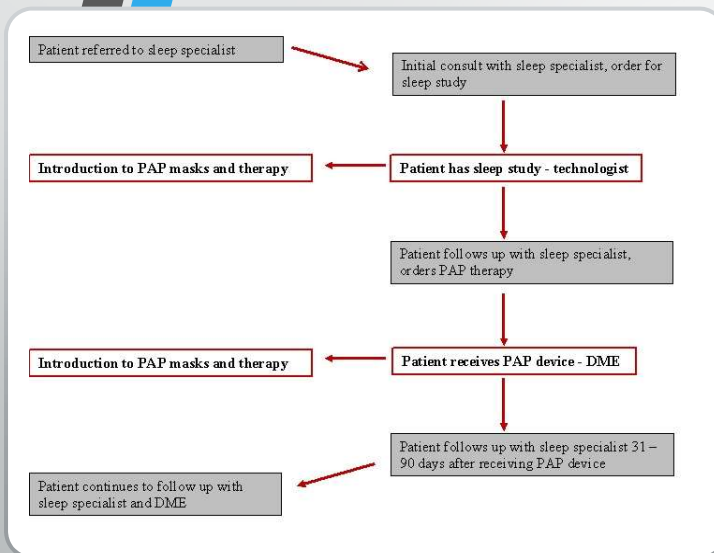 Patient referred to sleep specialist
Initial consult with sleep specialist, order for
sleep study
Introduction to PAP masks and therapy
Patient has sleep study - technologist
Patient follows up with sleep specialist,
orders PAP therapy
Introduction to PAP masks and therapy
Patient receives PAP device - DME
Patient follows up with sleep specialist 31 –
90 days after receiving PAP device
Patient continues to follow up with
sleep specialist and DME